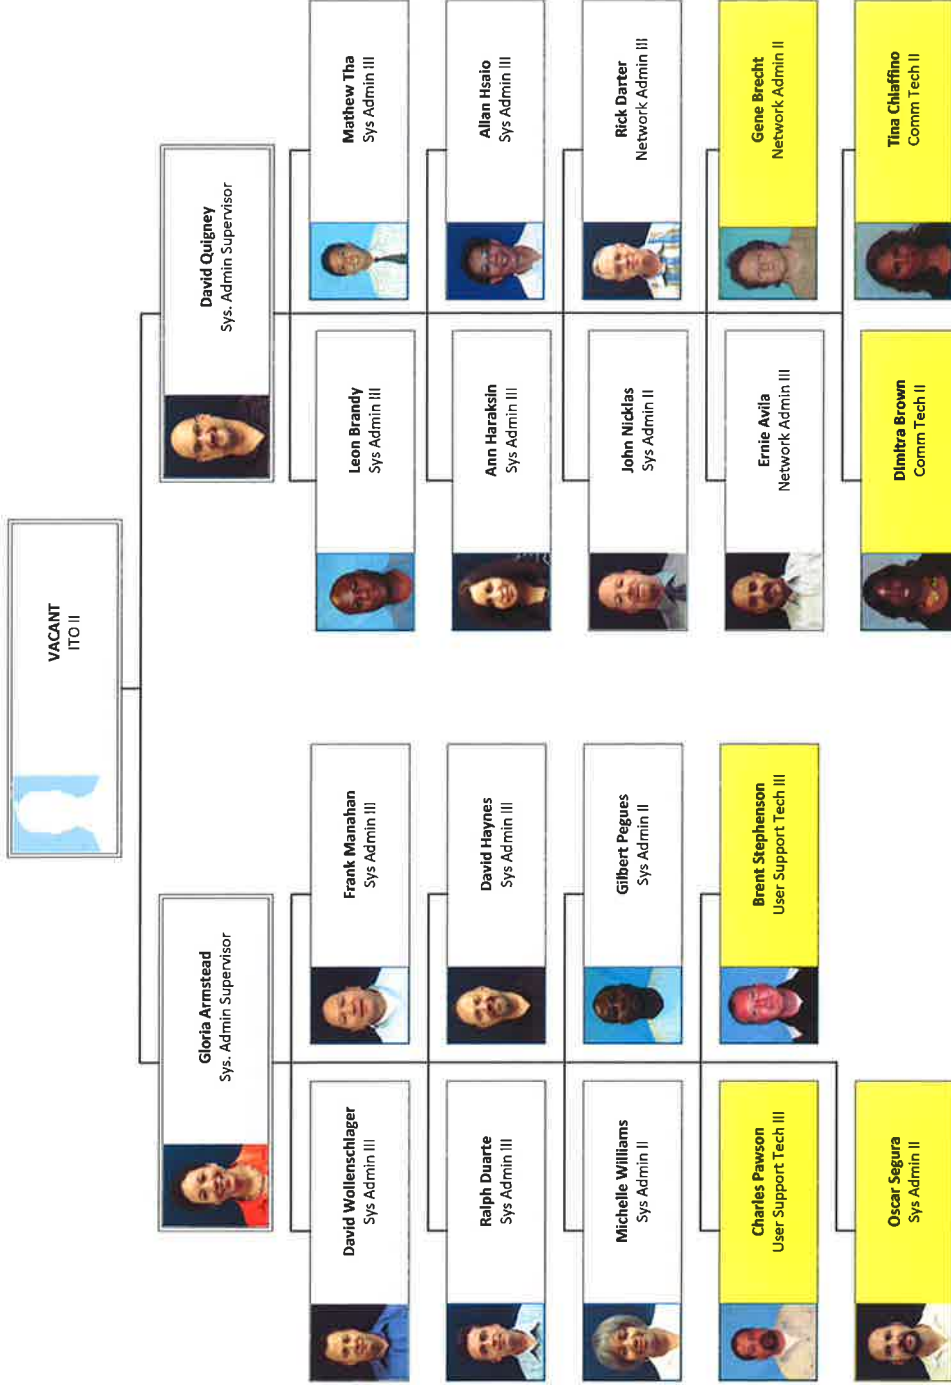 VACANT
ITO II
Gloria Armstead
Sys. Admin Supervisor
David Quigney
Sys. Admin Supervisor
David Wollenschlager
Sys Admin III
Frank Manahan
Sys Admin III
Leon Brandy
Sys Admin III
Mathew Tha
Sys Admin III
Ralph Duarte
Sys Admin III
David Haynes
Sys Admin III
Ann Haraksin
Sys Admin III
Allan Hsaio
Sys Admin III
Michelle Williams
Sys Admin II
Gilbert Pegues
Sys Admin II
John Nicklas
Sys Admin II
Rick Darter
Network Admin III
Charles Pawson
User Support Tech III
Brent Stephenson
User Support Tech III
Ernie Avila
Network Admin III
Gene Brecht
Network Admin II
Oscar Segura
Sys Admin II
Dimitra Brown
Comm Tech II
Tina Chiaffino
Comm Tech II